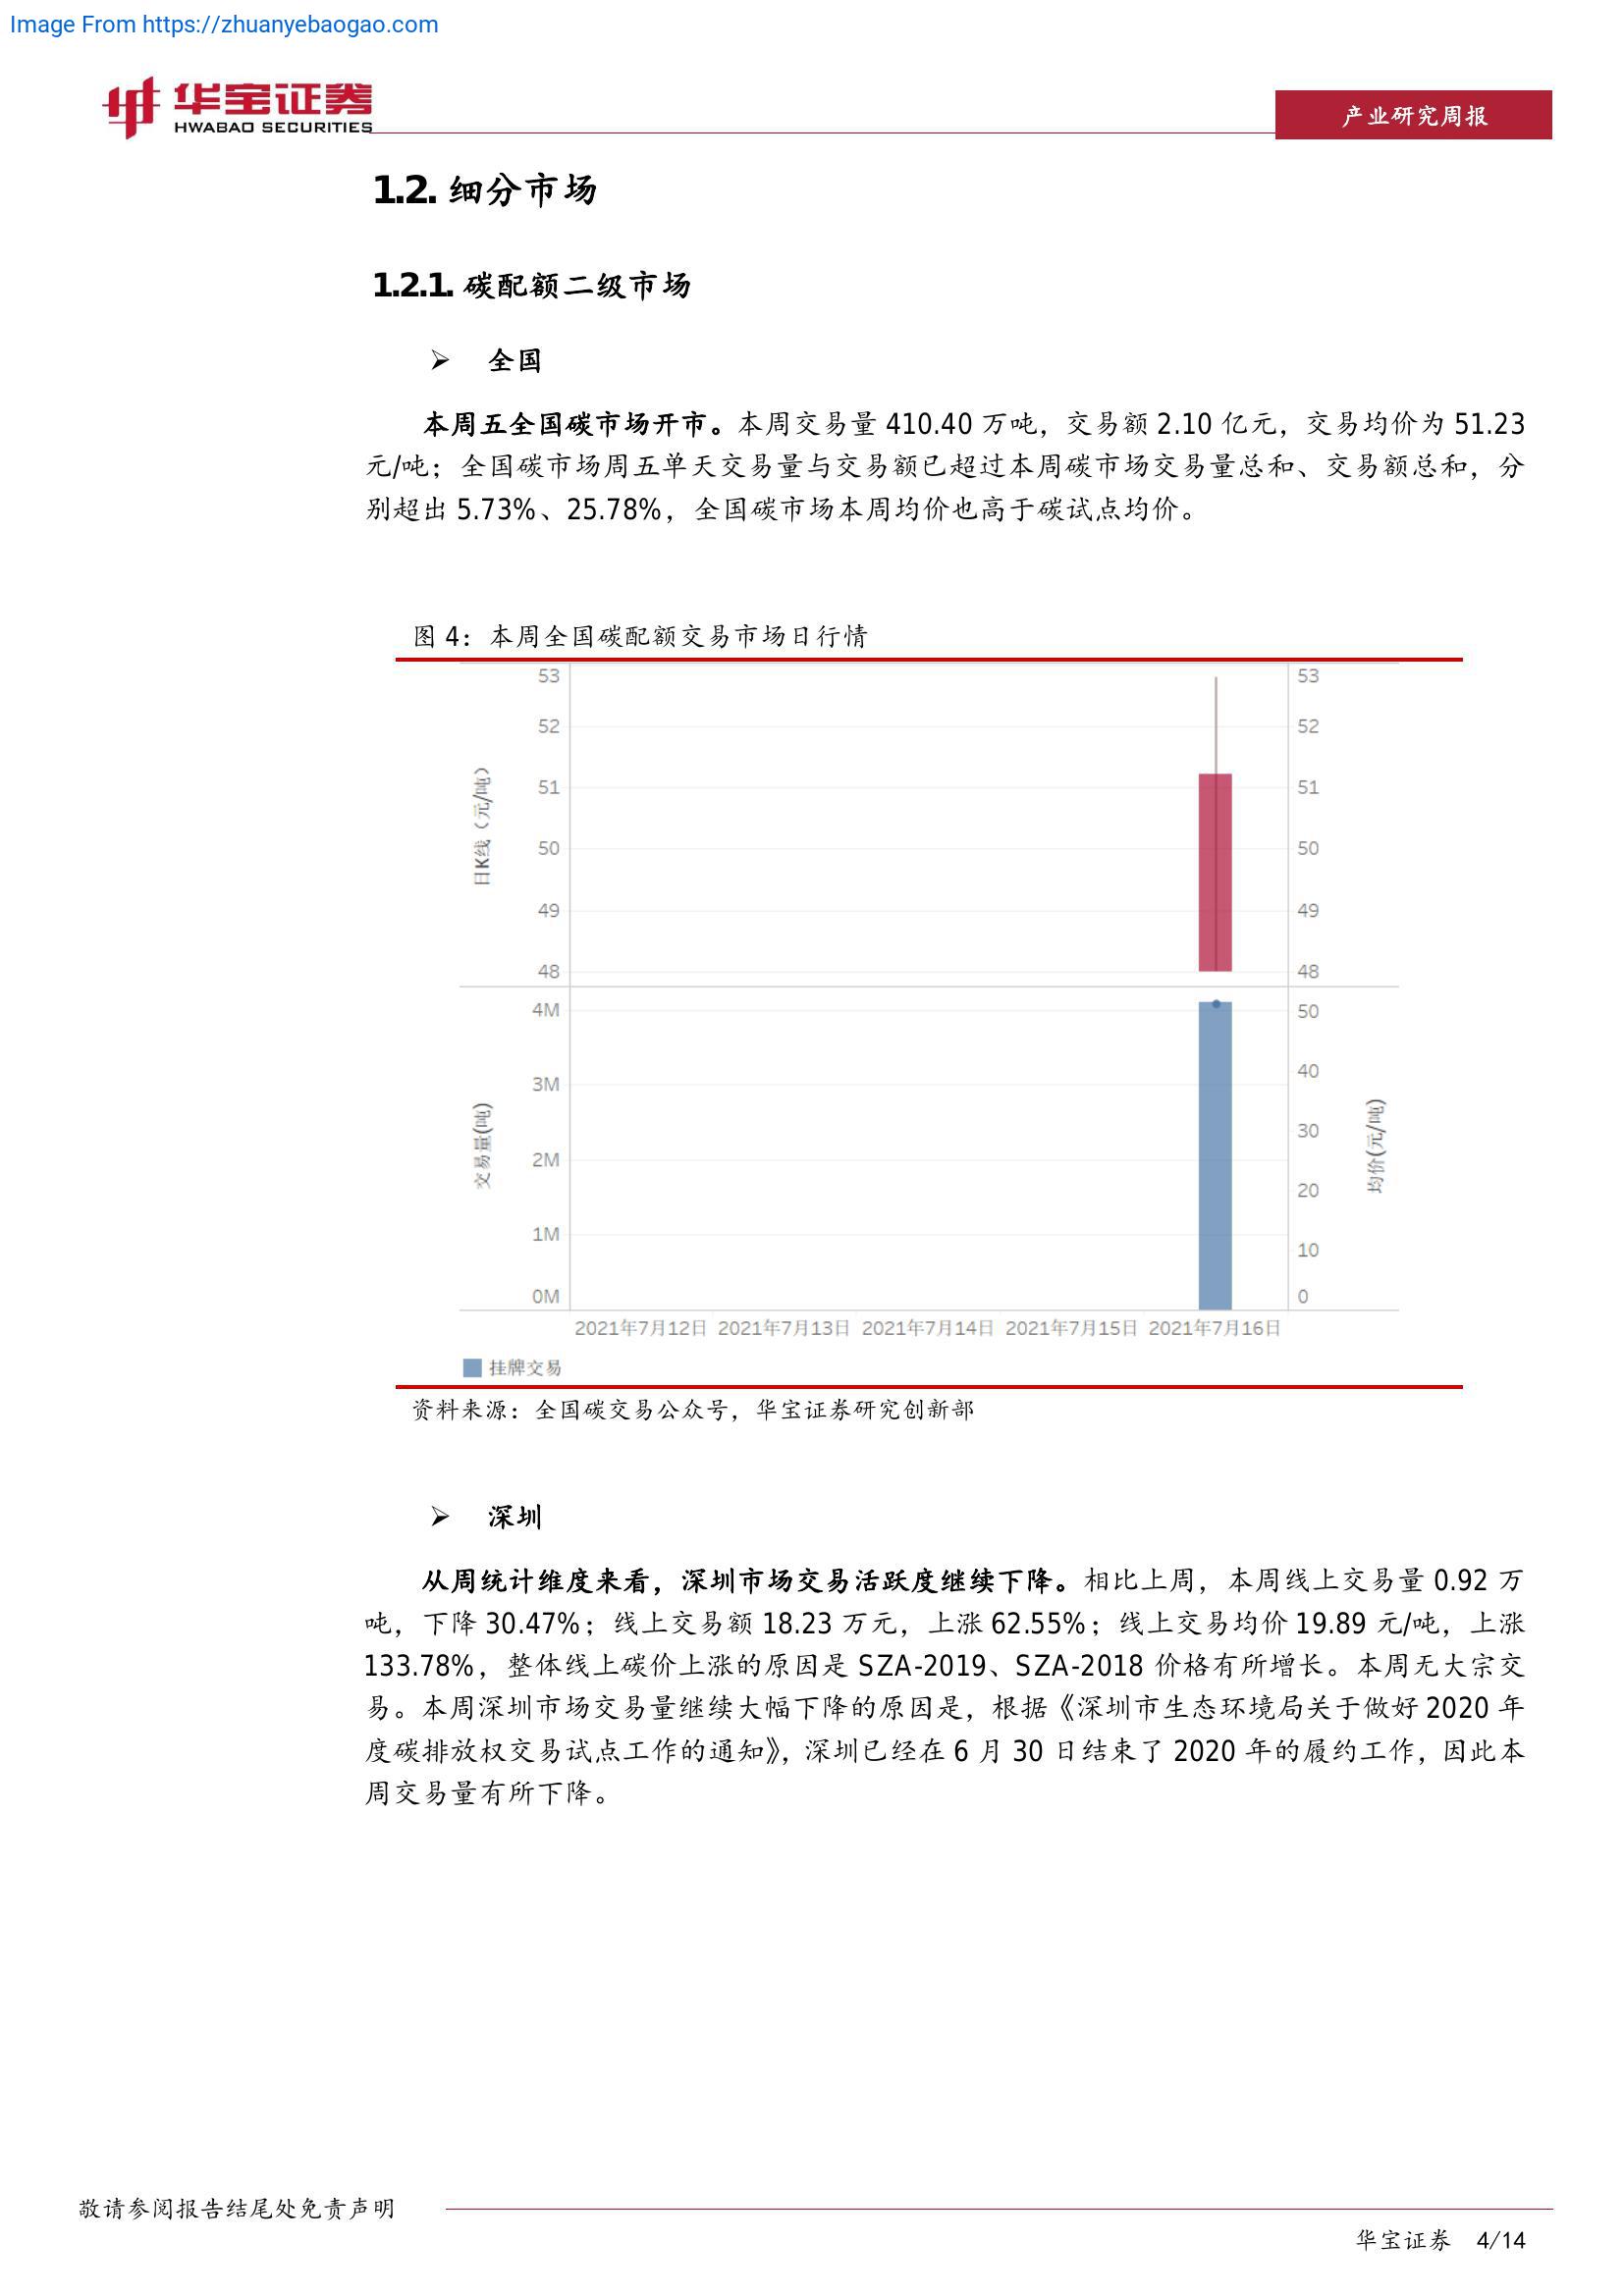 Image From https://zhuanyebaogao.com
华宝证券
HWABAO SECURITIES
产业研究周报
1.2. 细分市场
1.2.1. 碳配额二级市场
➢ 全国
本周五全国碳市场开市。本周交易量 410.40 万吨，交易额 2.10 亿元，交易均价为 51.23
元/吨；全国碳市场周五单天交易量与交易额已超过本周碳市场交易量总和、交易额总和，分
别超出 5.73%、25.78%，全国碳市场本周均价也高于碳试点均价。
图 4：本周全国碳配额交易市场日行情
日K线（元/吨）
53
52
51
50
49
48
53
52
51
50
49
48
交易量(吨)
4M
3M
2M
1M
0M
50
40
30
20
10
0
均价(元/吨)
2021年7月12日 2021年7月13日 2021年7月14日 2021年7月15日 2021年7月16日
挂牌交易
资料来源：全国碳交易公众号，华宝证券研究创新部
➢ 深圳
从周统计维度来看，深圳市场交易活跃度继续下降。相比上周，本周线上交易量 0.92 万
吨，下降 30.47%；线上交易额 18.23 万元，上涨 62.55%；线上交易均价 19.89 元/吨，上涨
133.78%，整体线上碳价上涨的原因是 SZA-2019、SZA-2018 价格有所增长。本周无大宗交
易。本周深圳市场交易量继续大幅下降的原因是，根据《深圳市生态环境局关于做好 2020 年
度碳排放权交易试点工作的通知》，深圳已经在 6 月 30 日结束了 2020 年的履约工作，因此本
周交易量有所下降。
敬请参阅报告结尾处免责声明
华宝证券 4/14